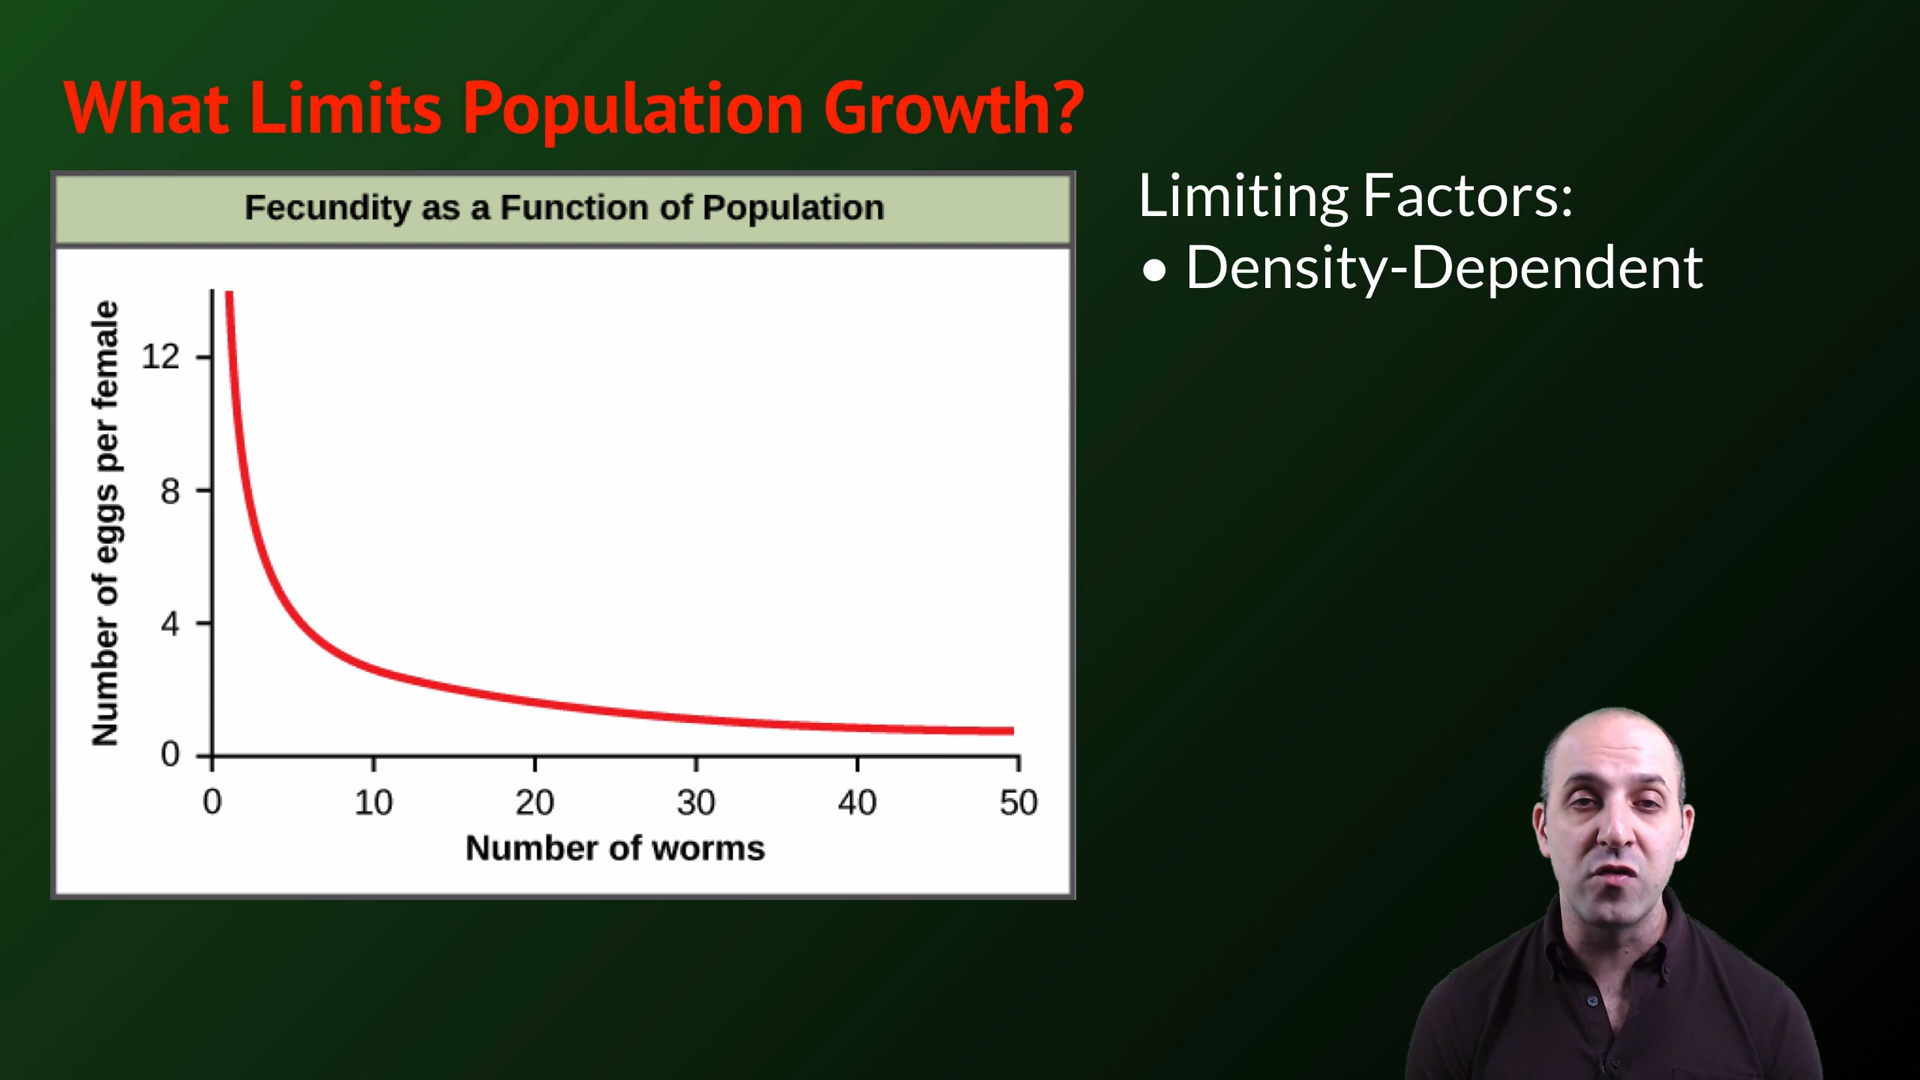 What Limits Population Growth?
Fecundity as a Function of Population
Number of eggs per female
12
8
4
0
0 10 20 30 40 50
Number of worms
Limiting Factors:
• Density-Dependent